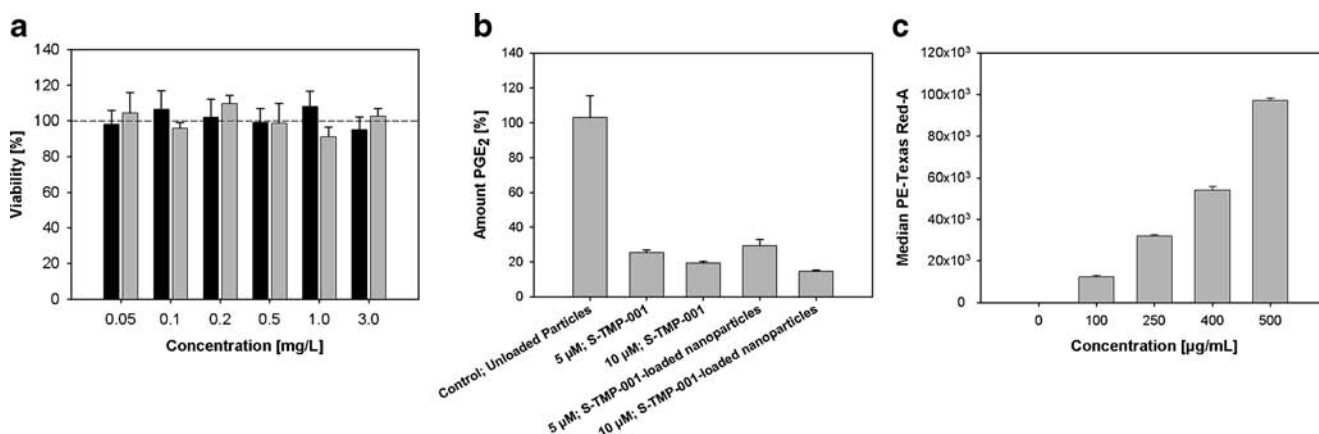 a
140
120
100
80
60
40
20
0
Viability [%]
0.05 0.1 0.2 0.5 1.0 3.0
Concentration [mg/L]
b
140
120
100
80
60
40
20
0
Amount PGE₂ [%]
Control; Unloaded Particles
5 µM; S-TMP-001
10 µM; S-TMP-001
5 µM; S-TMP-001-loaded nanoparticles
10 µM; S-TMP-001-loaded nanoparticles
c
120x10³
100x10³
80x10³
60x10³
40x10³
20x10³
0
Median PE-Texas Red-A
0 100 250 400 500
Concentration [µg/mL]